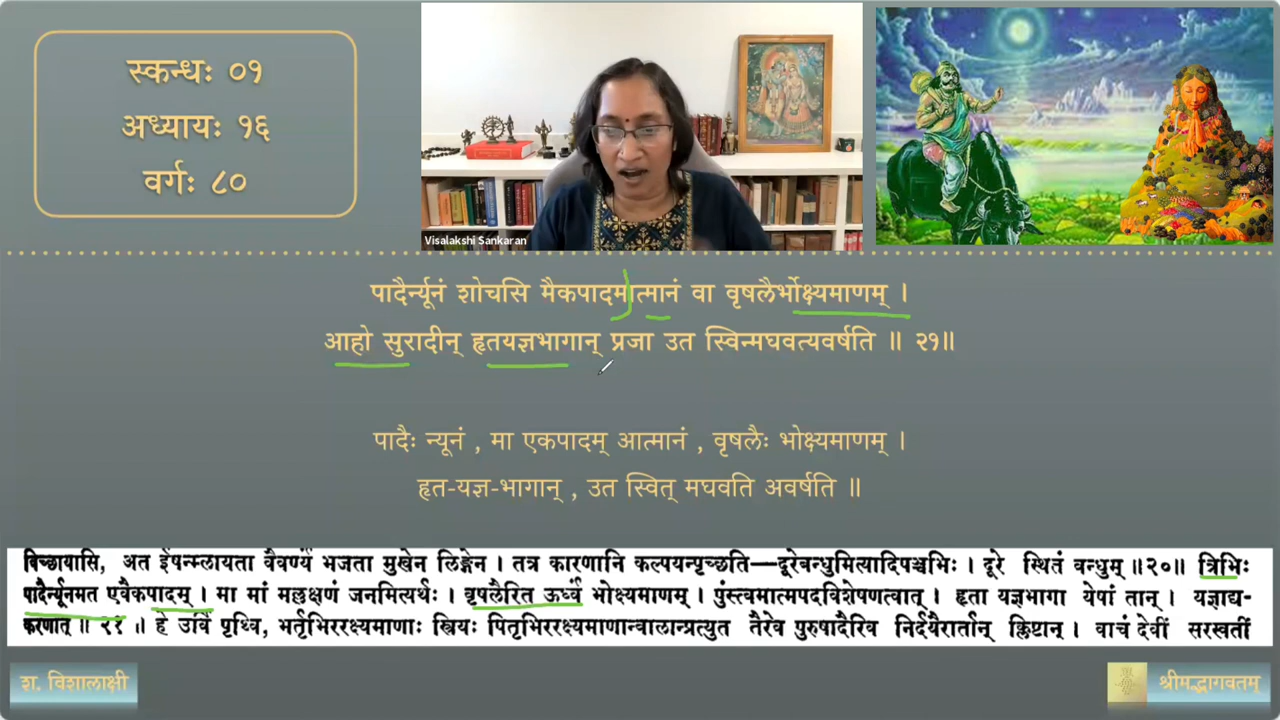 स्कन्धः ०१
अध्यायः १६
वर्गः ८०
Visalakshi Sankaran
पादैर्न्यूनं शोचसि मैकपादमात्मानं वा वृषलैर्भोक्ष्यमाणम् ।
आहो सुरादीन् हृतयज्ञभागान् प्रजा उत स्विन्मघवत्यवर्षति ॥ २१॥
पादैः न्यूनं , मा एकपादम् आत्मानं , वृषलैः भोक्ष्यमाणम् ।
हृत-यज्ञ-भागान् , उत स्वित् मघवति अवर्षति ॥
विच्छायासि, अत ईषन्म्लायता वैवर्ण्यं भजता मुखेन लिङ्गेन । तत्र कारणानि कल्पयन्पृच्छति—दूरेबन्धुमित्यादिपञ्चभिः । दूरे स्थितं बन्धुम् ॥२०॥ त्रिभिः
पादैर्न्यूनमत एवैकपादम् । मा मां मल्लक्षणं जनमित्यर्थः । वृषलैरित ऊर्ध्वं भोक्ष्यमाणम् । पुंस्त्वमात्मपदविशेषणत्वात् । हृता यज्ञभागा येषां तान् । यज्ञाद्य-
करणात् ॥ २१ ॥ हे उर्वि पृथ्वि, भर्तृभिररक्ष्यमाणाः स्त्रियः पितृभिररक्ष्यमाणान्बालान्प्रत्युत तैरेव पुरुषादैरिव निर्दयैरार्तान् क्लिष्टान् । वाचं देवीं सरस्वतीं
श. विशालाक्षी
श्रीमद्भागवतम्